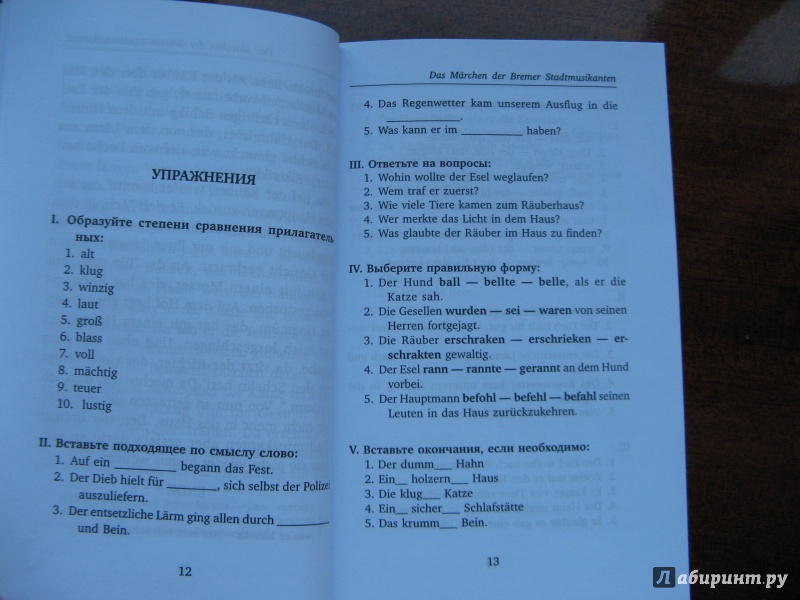 УПРАЖНЕНИЯ
I. Образуйте степени сравнения прилагатель
ных:
1. alt
2. klug
3. winzig
4. laut
5. groß
6. blass
7. voll
8. mächtig
9. teuer
10. lustig
II. Вставьте подходящее по смыслу слово:
1. Auf ein __________ begann das Fest.
2. Der Dieb hielt für ________, sich selbst der Polizei
auszuliefern.
3. Der entsetzliche Lärm ging allen durch ________
und Bein.
12
Das Märchen der Bremer Stadtmusikanten
4. Das Regenwetter kam unserem Ausflug in die
____________.
5. Was kann er im __________ haben?
III. Ответьте на вопросы:
1. Wohin wollte der Esel weglaufen?
2. Wem traf er zuerst?
3. Wie viele Tiere kamen zum Räuberhaus?
4. Wer merkte das Licht in dem Haus?
5. Was glaubte der Räuber im Haus zu finden?
IV. Выберите правильную форму:
1. Der Hund ball — bellte — belle, als er die
Katze sah.
2. Die Gesellen wurden — sei — waren von seinen
Herren fortgejagt.
3. Die Räuber erschraken — erschrieken — er-
schrakten gewaltig.
4. Der Esel rann — rannte — gerannt an dem Hund
vorbei.
5. Der Hauptmann befohl — befehl — befahl seinen
Leuten in das Haus zurückzukehren.
V. Вставьте окончания, если необходимо:
1. Der dumm___ Hahn
2. Ein__ holzern___ Haus
3. Die klug___ Katze
4. Ein__ sicher___ Schlafstätte
5. Das krumm___ Bein.
13
Лабиринт.ру